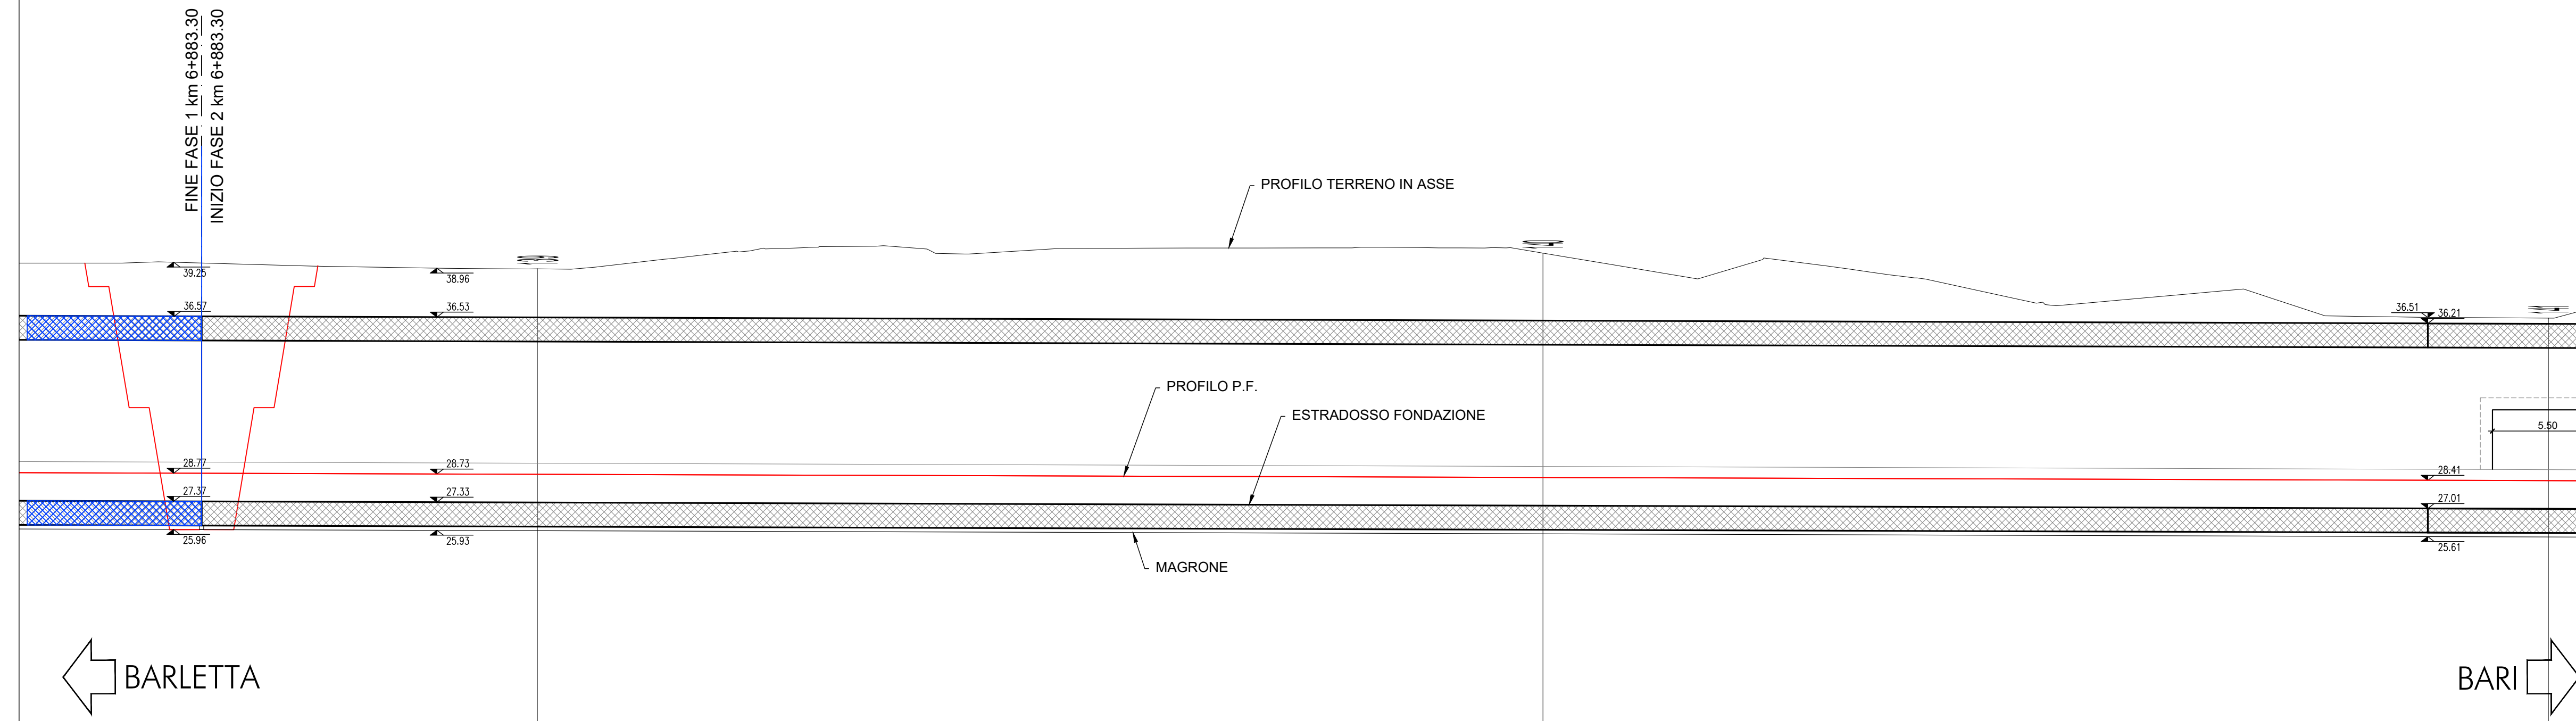 FINE FASE 1 km 6+883.30
INIZIO FASE 2 km 6+883.30
PROFILO TERRENO IN ASSE
39.25
38.96
36.57
36.53
36.51
36.21
PROFILO P.F.
ESTRADOSSO FONDAZIONE
5.50
28.77
28.73
28.41
27.37
27.33
27.01
25.96
25.93
25.61
MAGRONE
BARLETTA
BARI